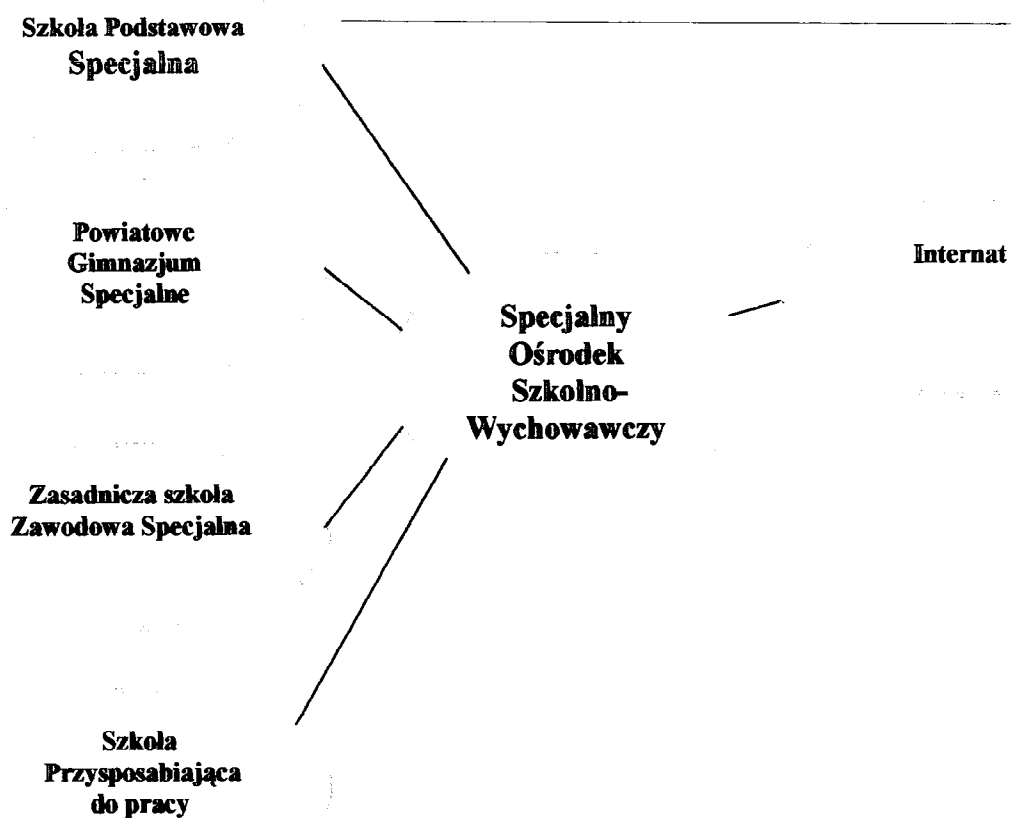 Szkoła Podstawowa
Specjalna
Powiatowe
Gimnazjum
Specjalne
Internat
Specjalny
Ośrodek
Szkolno-
Wychowawczy
Zasadnicza szkoła
Zawodowa Specjalna
Szkoła
Przysposabiająca
do pracy